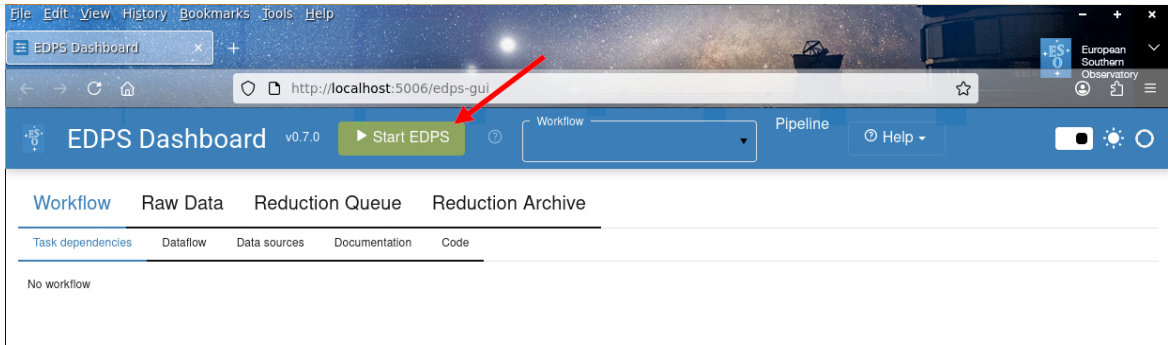 File Edit View History Bookmarks Tools Help
EDPS Dashboard
ES
O
European
Southern
Observatory
http://localhost:5006/edps-gui
ES
O
EDPS Dashboard v0.7.0 Start EDPS Workflow Pipeline Help
Workflow Raw Data Reduction Queue Reduction Archive
Task dependencies Dataflow Data sources Documentation Code
No workflow